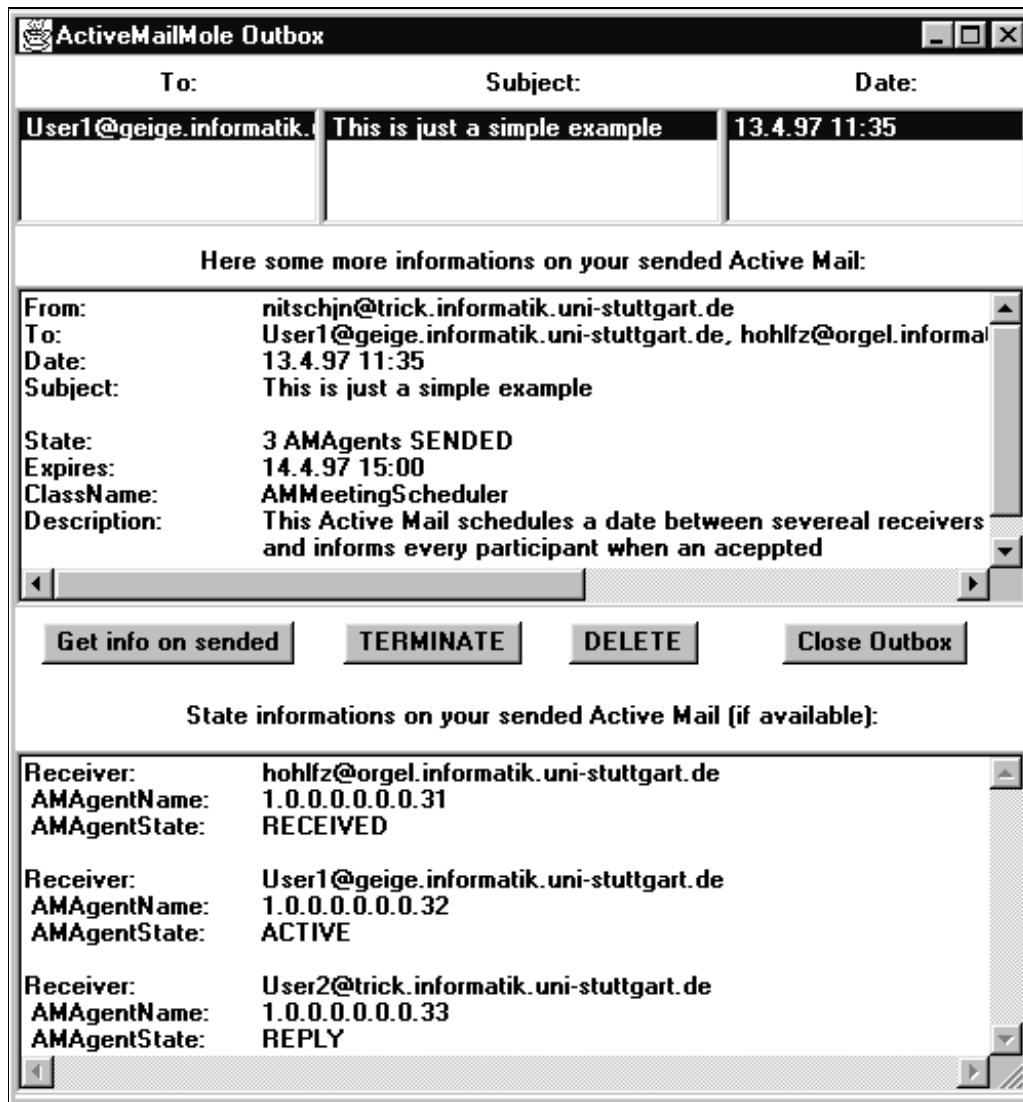 ActiveMailMole Outbox
To: Subject: Date:
User1@geige.informatik. This is just a simple example 13.4.97 11:35
Here some more informations on your sended Active Mail:
From: nitschjn@trick.informatik.uni-stuttgart.de
To: User1@geige.informatik.uni-stuttgart.de, hohlfz@orgel.informa
Date: 13.4.97 11:35
Subject: This is just a simple example
State: 3 AMAgents SENDED
Expires: 14.4.97 15:00
ClassName: AMMeetingScheduler
Description: This Active Mail schedules a date between severeal receivers
and informs every participant when an aceppted
Get info on sended TERMINATE DELETE Close Outbox
State informations on your sended Active Mail (if available):
Receiver: hohlfz@orgel.informatik.uni-stuttgart.de
AMAgentName: 1.0.0.0.0.0.0.31
AMAgentState: RECEIVED
Receiver: User1@geige.informatik.uni-stuttgart.de
AMAgentName: 1.0.0.0.0.0.0.32
AMAgentState: ACTIVE
Receiver: User2@trick.informatik.uni-stuttgart.de
AMAgentName: 1.0.0.0.0.0.0.33
AMAgentState: REPLY